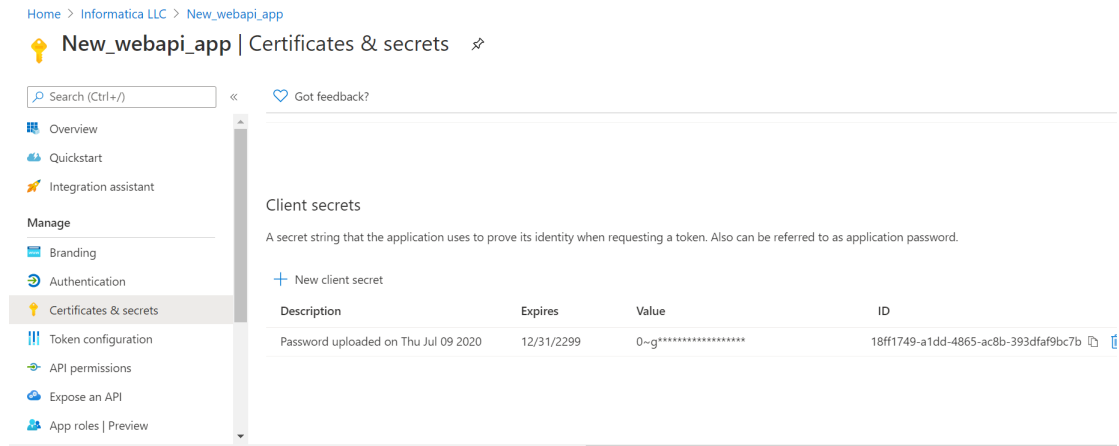 Home > Informatica LLC > New_webapi_app
New_webapi_app | Certificates & secrets
Search (Ctrl+/)
«
Got feedback?
Overview
Quickstart
Integration assistant
Manage
Branding
Authentication
Certificates & secrets
Token configuration
API permissions
Expose an API
App roles | Preview
Client secrets
A secret string that the application uses to prove its identity when requesting a token. Also can be referred to as application password.
New client secret
Description Expires Value ID
Password uploaded on Thu Jul 09 2020 12/31/2299 0~g****************** 18ff1749-a1dd-4865-ac8b-393dfaf9bc7b